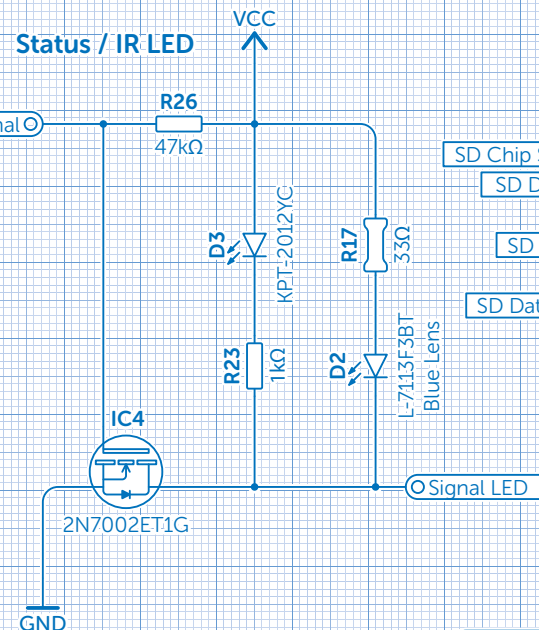 VCC
Status / IR LED
R26
47kΩ
SD Chip
SD
D3
KPT-2012YC
R17
33Ω
SD
SD Dat
R23
1kΩ
D2
L-7113F3BT
Blue Lens
IC4
2N7002ET1G
Signal LED
GND